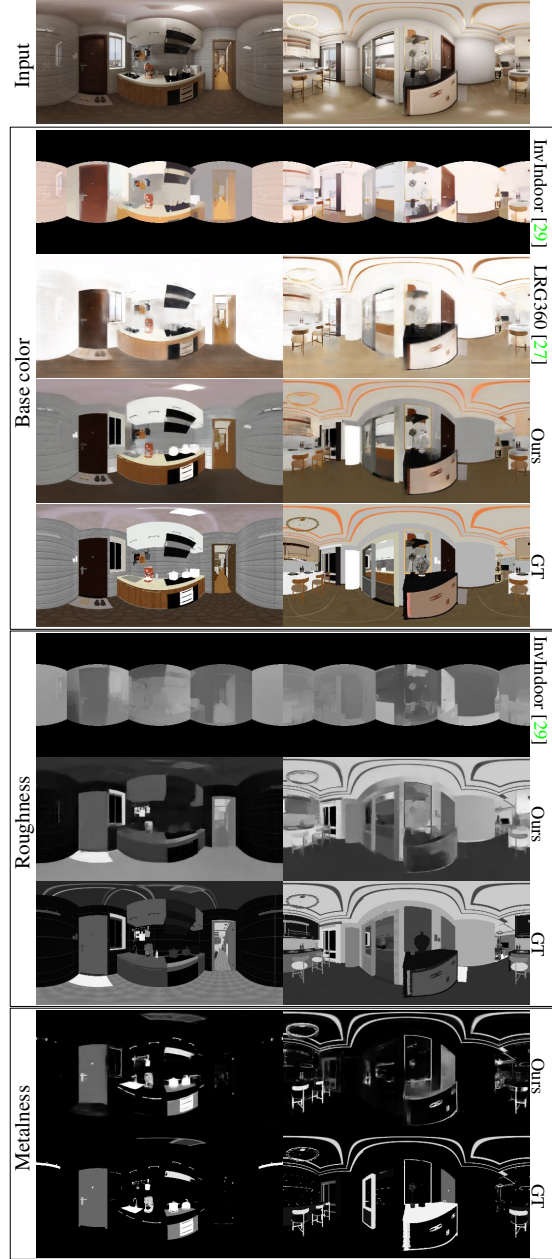 Input
Base color
InvIndoor [29]
LRG360 [27]
Ours
GT
Roughness
InvIndoor [29]
Ours
GT
Metalness
Ours
GT